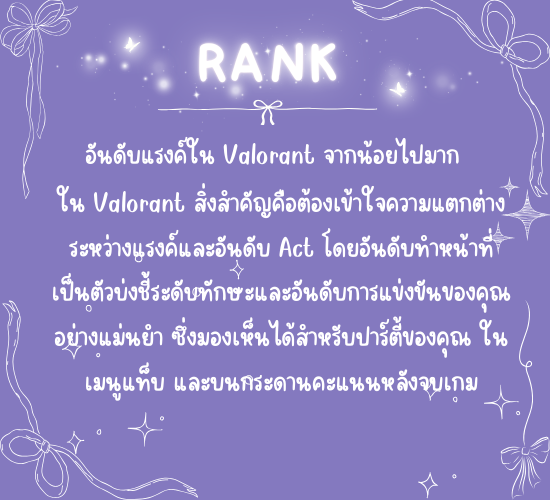 RANK
อันดับแรงค์ใน Valorant จากน้อยไปมาก
ใน Valorant สิ่งสำคัญคือต้องเข้าใจความแตกต่าง
ระหว่างแรงค์และอันดับ Act โดยอันดับทำหน้าที่
เป็นตัวบ่งชี้ระดับทักษะและอันดับการแข่งขันของคุณ
อย่างแม่นยำ ซึ่งมองเห็นได้สำหรับปาร์ตี้ของคุณ ใน
เมนูแท็บ และบนกระดานคะแนนหลังจบเกม